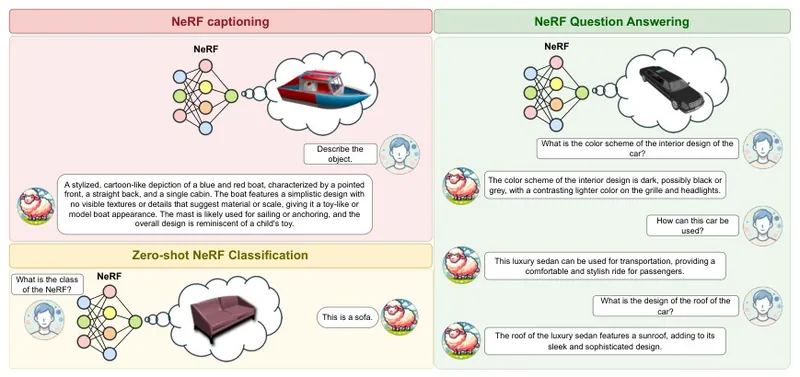 NeRF captioning
NeRF
Describe the
object.
A stylized, cartoon-like depiction of a blue and red boat, characterized by a pointed
front, a straight back, and a single cabin. The boat features a simplistic design with
no visible textures or details that suggest material or scale, giving it a toy-like or
model boat appearance. The mast is likely used for sailing or anchoring, and the
overall design is reminiscent of a child's toy.
Zero-shot NeRF Classification
What is the class
of the NeRF?
NeRF
This is a sofa.
NeRF Question Answering
NeRF
What is the color scheme of the interior design of the
car?
The color scheme of the interior design is dark, possibly black or
grey, with a contrasting lighter color on the grille and headlights.
How can this car be
used?
This luxury sedan can be used for transportation, providing a
comfortable and stylish ride for passengers.
What is the design of the roof of the
car?
The roof of the luxury sedan features a sunroof, adding to its
sleek and sophisticated design.